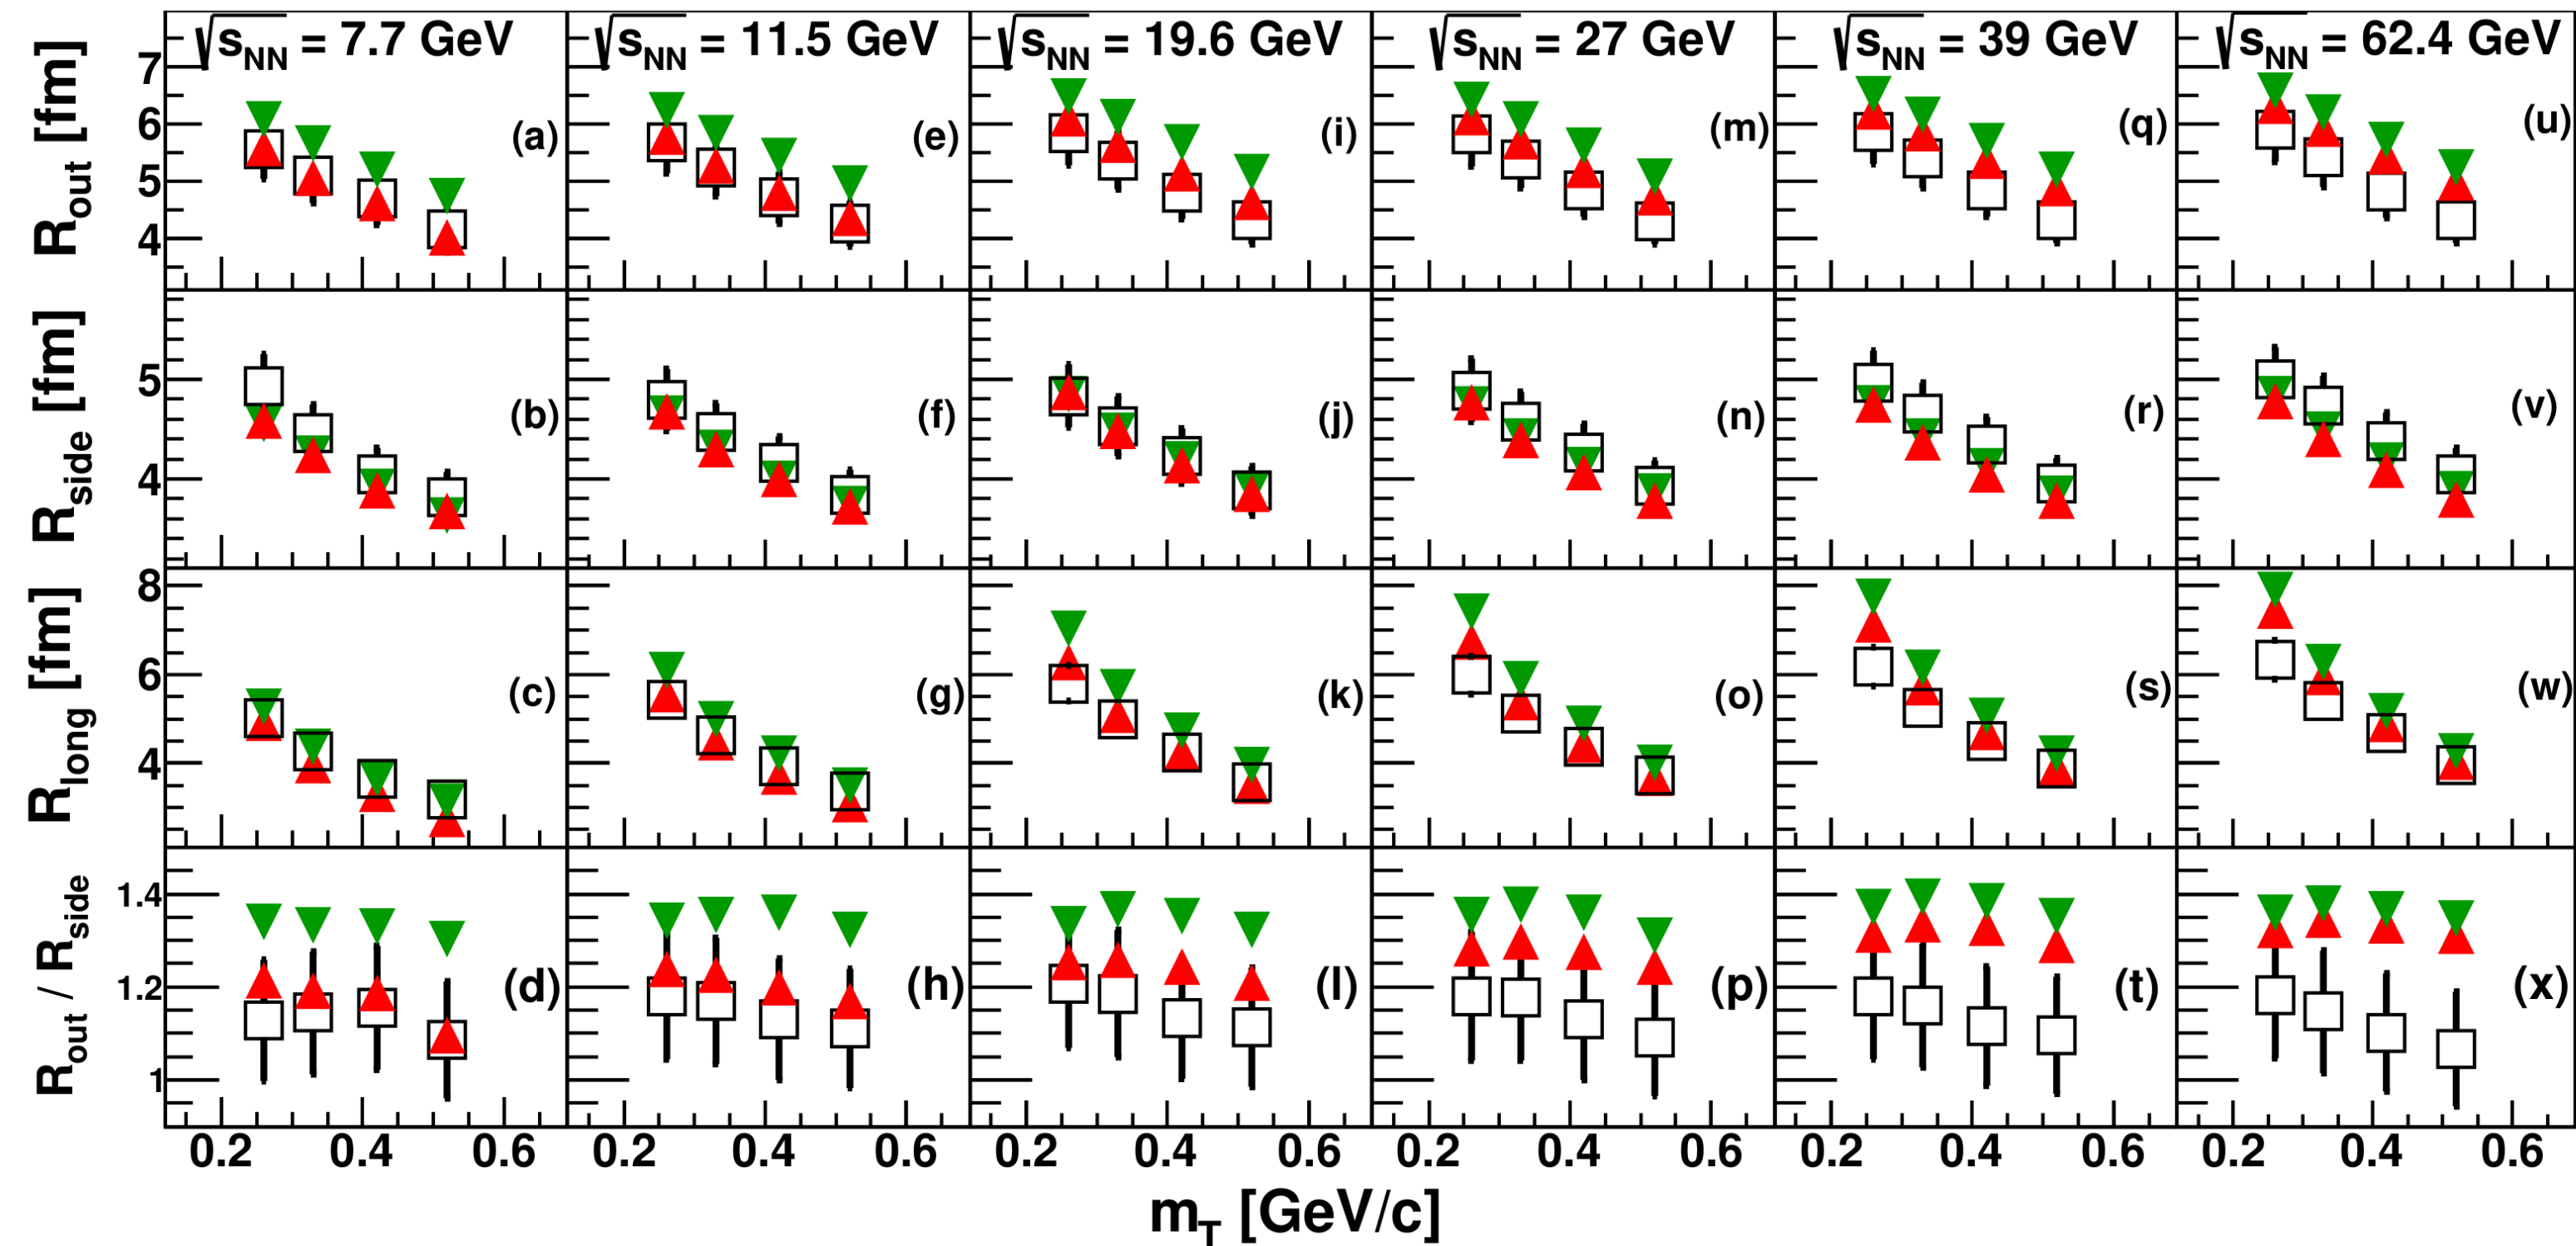 √sNN = 7.7 GeV √sNN = 11.5 GeV √sNN = 19.6 GeV √sNN = 27 GeV √sNN = 39 GeV √sNN = 62.4 GeV
Rout [fm]
7
6
5
4
(a) (e) (i) (m) (q) (u)
Rside [fm]
5
4
(b) (f) (j) (n) (r) (v)
Rlong [fm]
8
6
4
(c) (g) (k) (o) (s) (w)
Rout / Rside
1.4
1.2
1
(d) (h) (l) (p) (t) (x)
0.2 0.4 0.6 0.2 0.4 0.6 0.2 0.4 0.6 0.2 0.4 0.6 0.2 0.4 0.6 0.2 0.4 0.6
mT [GeV/c]